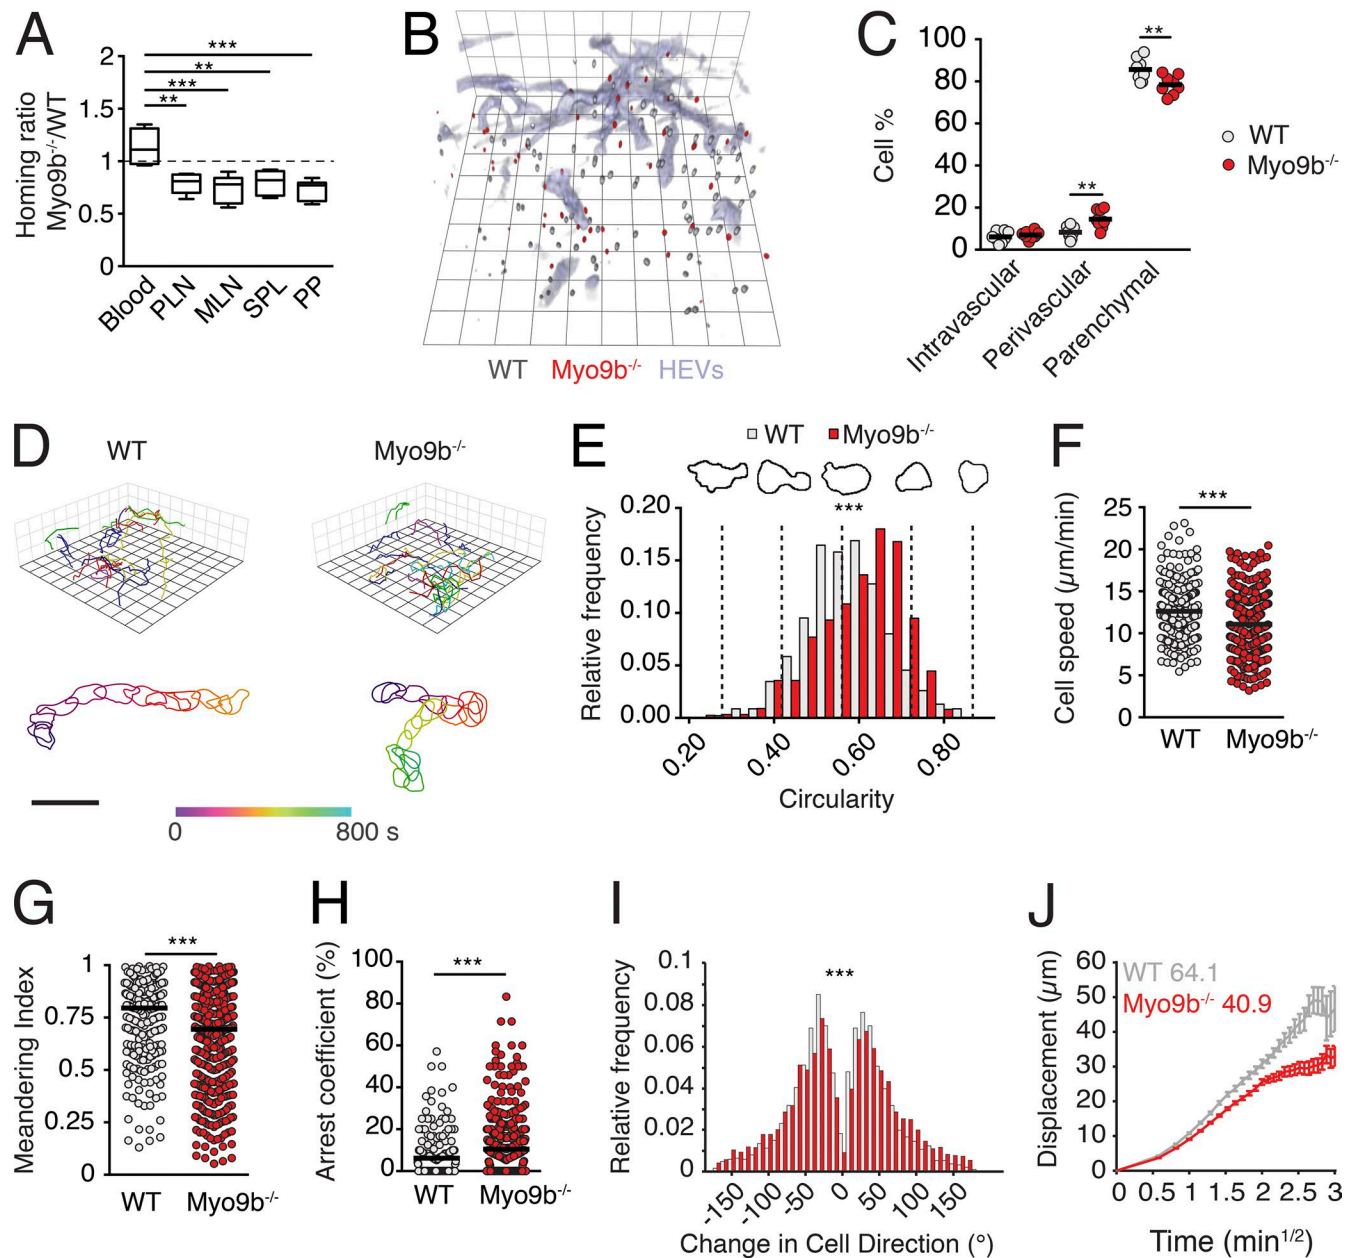 A
Homing ratio
Myo9b-/-/WT
2
1.5
1
0.5
0
***
**
***
**
Blood
PLN
MLN
SPL
PP
B
WT Myo9b-/- HEVs
C
Cell %
100
80
60
40
20
0
**
**
WT
Myo9b-/-
Intravascular
Perivascular
Parenchymal
D
WT
Myo9b-/-
0
800 s
E
WT Myo9b-/-
***
Relative frequency
0.20
0.15
0.10
0.05
0.00
0.20
0.40
0.60
0.80
Circularity
F
Cell speed (µm/min)
***
25
20
15
10
5
0
WT
Myo9b-/-
G
Meandering Index
***
1
0.75
0.5
0.25
0
WT
Myo9b-/-
H
Arrest coefficient (%)
***
100
80
60
40
20
0
WT
Myo9b-/-
I
Relative frequency
***
0.1
0.08
0.06
0.04
0.02
0
-150
-100
-50
0
50
100
150
Change in Cell Direction (°)
J
Displacement (µm)
60
50
40
30
20
10
0
WT 64.1
Myo9b-/- 40.9
0 0.5 1 1.5 2 2.5 3
Time (min1/2)